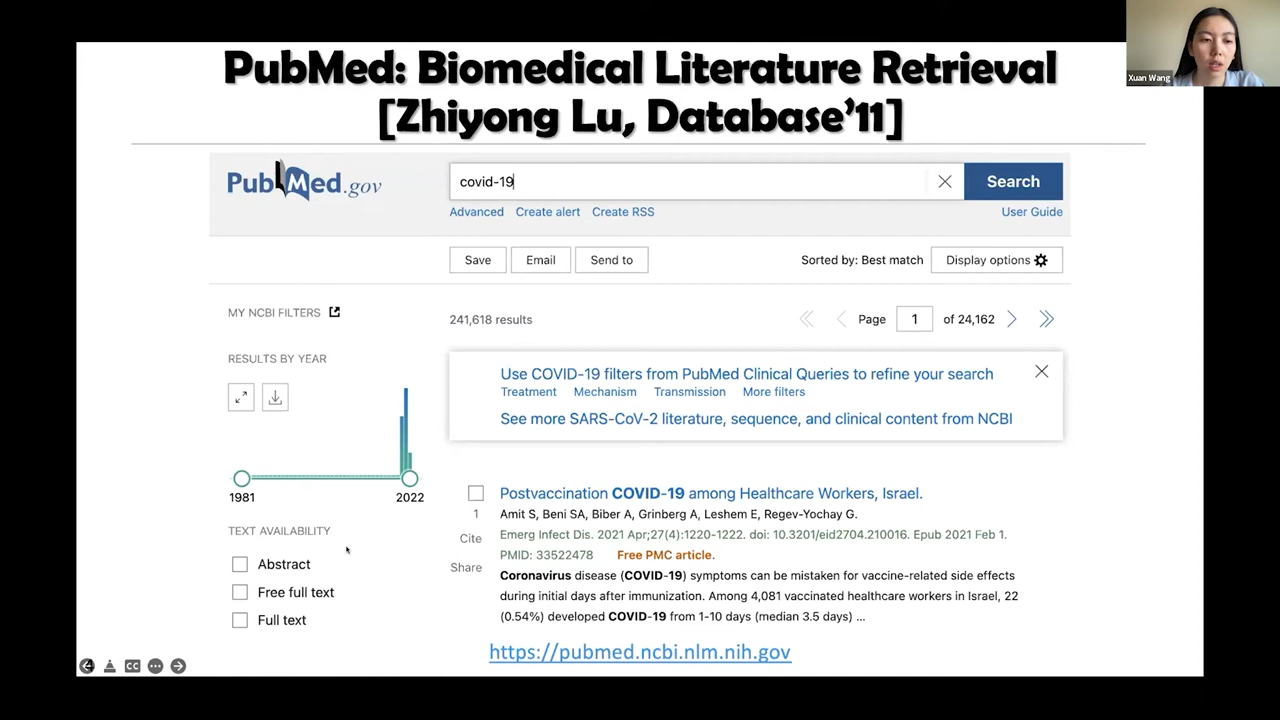 PubMed: Biomedical Literature Retrieval
[Zhiyong Lu, Database'11]
Xuan Wang
PubMed.gov
covid-19
Search
Advanced Create alert Create RSS
User Guide
Save Email Send to
Sorted by: Best match Display options
MY NCBI FILTERS
241,618 results
Page 1 of 24,162
RESULTS BY YEAR
Use COVID-19 filters from PubMed Clinical Queries to refine your search
Treatment Mechanism Transmission More filters
See more SARS-CoV-2 literature, sequence, and clinical content from NCBI
1981 2022
TEXT AVAILABILITY
Abstract
Free full text
Full text
Postvaccination COVID-19 among Healthcare Workers, Israel.
1
Amit S, Beni SA, Biber A, Grinberg A, Leshem E, Regev-Yochay G.
Cite
Emerg Infect Dis. 2021 Apr;27(4):1220-1222. doi: 10.3201/eid2704.210016. Epub 2021 Feb 1.
PMID: 33522478 Free PMC article.
Share
Coronavirus disease (COVID-19) symptoms can be mistaken for vaccine-related side effects
during initial days after immunization. Among 4,081 vaccinated healthcare workers in Israel, 22
(0.54%) developed COVID-19 from 1-10 days (median 3.5 days) ...
https://pubmed.ncbi.nlm.nih.gov
CC